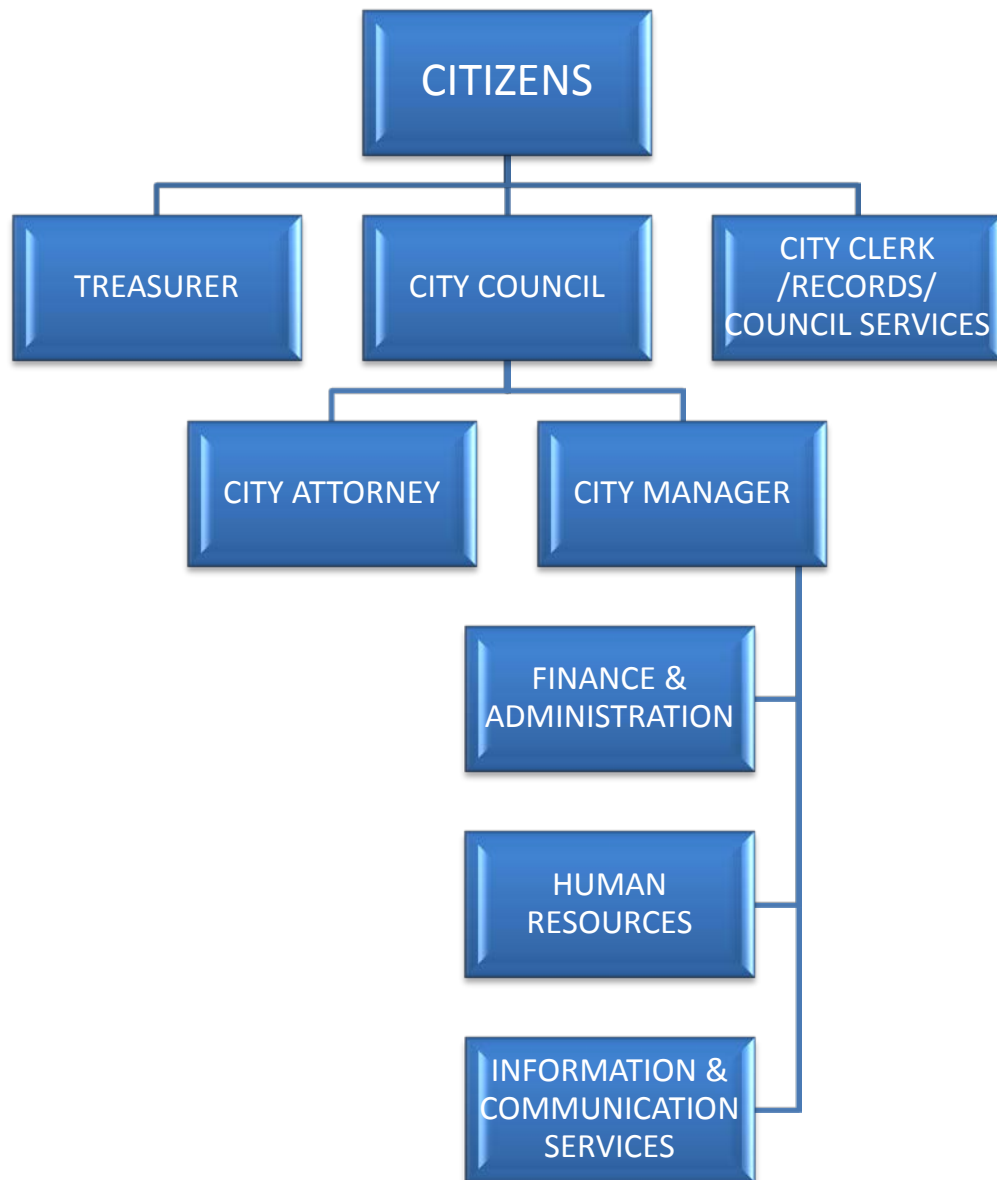 CITIZENS
TREASURER
CITY COUNCIL
CITY CLERK
/RECORDS/
COUNCIL SERVICES
CITY ATTORNEY
CITY MANAGER
FINANCE &
ADMINISTRATION
HUMAN
RESOURCES
INFORMATION &
COMMUNICATION
SERVICES